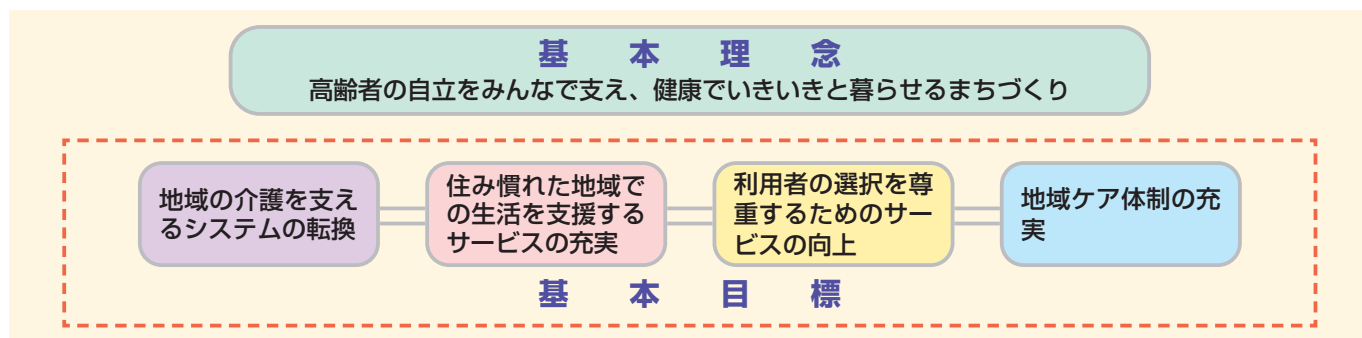 基本理念
高齢者の自立をみんなで支え、健康でいきいきと暮らせるまちづくり
地域の介護を支え
るシステムの転換
住み慣れた地域で
の生活を支援する
サービスの充実
利用者の選択を尊
重するためのサー
ビスの向上
地域ケア体制の充
実
基本目標